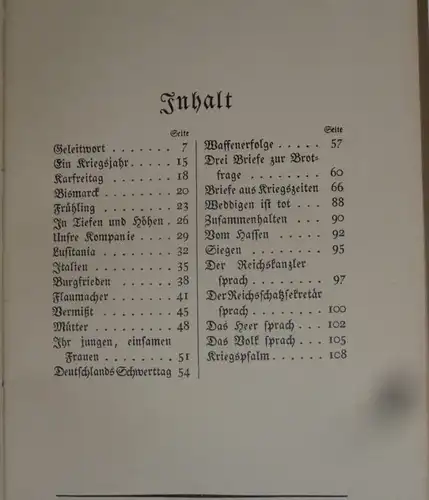 Inhalt
Seite
Geleitwort . . . . . . . 7
Ein Kriegsjahr . . . . 15
Karfreitag . . . . . . . 18
Bismarck . . . . . . . 20
Frühling . . . . . . . 23
In Tiefen und Höhen . 26
Unsre Kompanie . . . 29
Lusitania . . . . . . . 32
Italien . . . . . . . . . 35
Burgfrieden . . . . . . 38
Flaumacher . . . . . . 41
Vermißt . . . . . . . . 45
Mütter . . . . . . . . 48
Ihr jungen, einsamen
Frauen . . . . . . . 51
Deutschlands Schwerttag 54
Seite
Waffenerfolge . . . . . 57
Drei Briefe zur Brot-
frage . . . . . . . . . 60
Briefe aus Kriegszeiten 66
Weddigen ist tot . . . 88
Zusammenhalten . . . 90
Vom Hassen . . . . . 92
Siegen . . . . . . . . . 95
Der Reichskanzler
sprach . . . . . . . . 97
Der Reichsschatzsekretär
sprach . . . . . . . . 100
Das Heer sprach . . . 102
Das Volk sprach . . . 105
Kriegspsalm . . . . . . 108